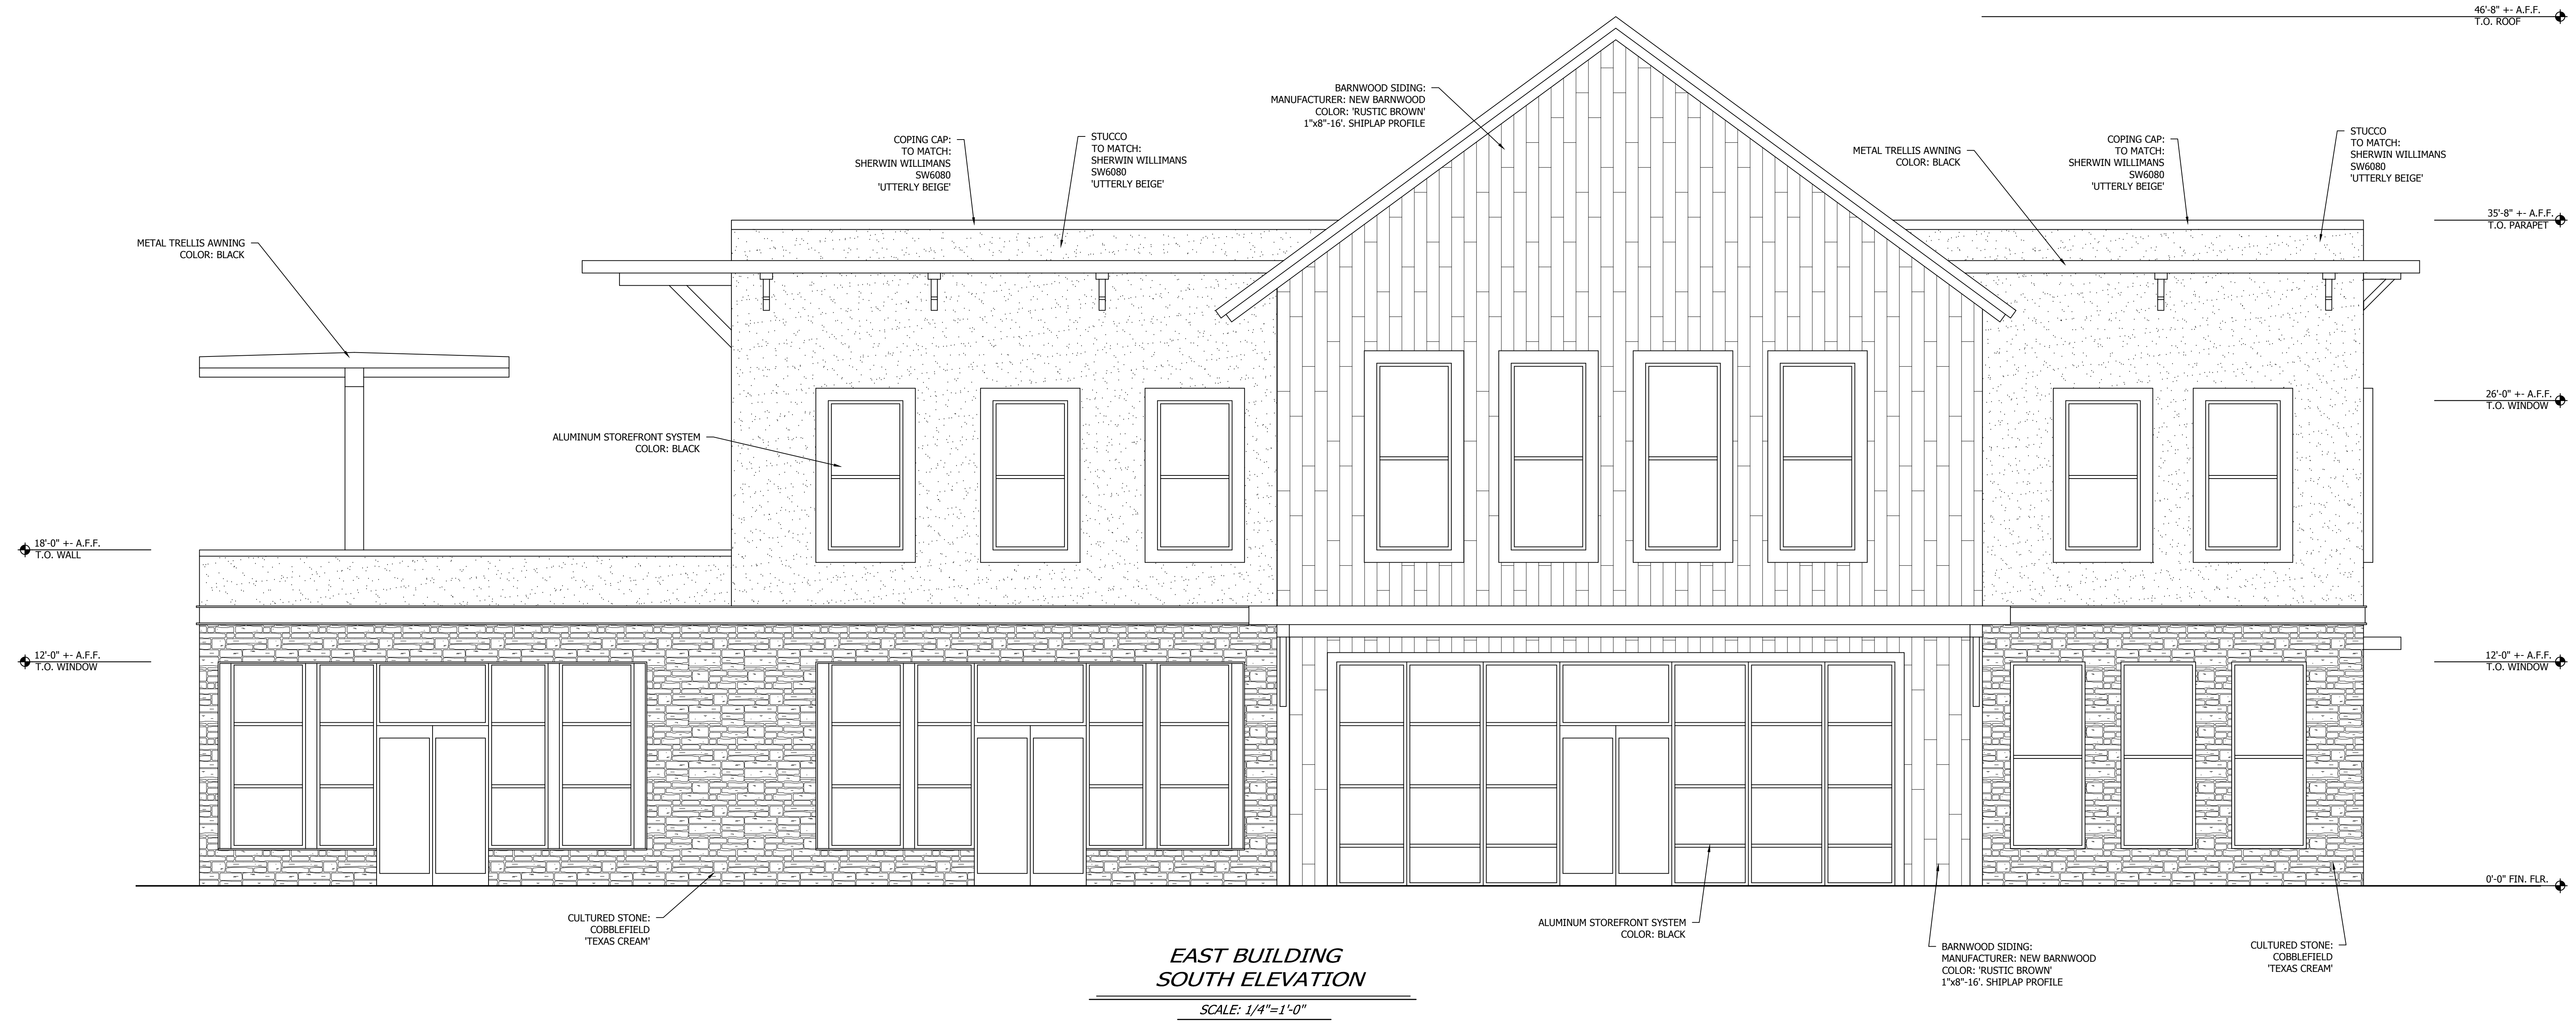 46'-8" +- A.F.F.
T.O. ROOF
BARNWOOD SIDING:
MANUFACTURER: NEW BARNWOOD
COLOR: 'RUSTIC BROWN'
1"x8"-16'. SHIPLAP PROFILE
COPING CAP:
TO MATCH:
SHERWIN WILLIMANS
SW6080
'UTTERLY BEIGE'
STUCCO
TO MATCH:
SHERWIN WILLIMANS
SW6080
'UTTERLY BEIGE'
METAL TRELLIS AWNING
COLOR: BLACK
COPING CAP:
TO MATCH:
SHERWIN WILLIMANS
SW6080
'UTTERLY BEIGE'
STUCCO
TO MATCH:
SHERWIN WILLIMANS
SW6080
'UTTERLY BEIGE'
35'-8" +- A.F.F.
T.O. PARAPET
METAL TRELLIS AWNING
COLOR: BLACK
26'-0" +- A.F.F.
T.O. WINDOW
ALUMINUM STOREFRONT SYSTEM
COLOR: BLACK
18'-0" +- A.F.F.
T.O. WALL
12'-0" +- A.F.F.
T.O. WINDOW
12'-0" +- A.F.F.
T.O. WINDOW
0'-0" FIN. FLR.
CULTURED STONE:
COBBLEFIELD
'TEXAS CREAM'
ALUMINUM STOREFRONT SYSTEM
COLOR: BLACK
BARNWOOD SIDING:
MANUFACTURER: NEW BARNWOOD
COLOR: 'RUSTIC BROWN'
1"x8"-16'. SHIPLAP PROFILE
CULTURED STONE:
COBBLEFIELD
'TEXAS CREAM'
EAST BUILDING
SOUTH ELEVATION
SCALE: 1/4"=1'-0"